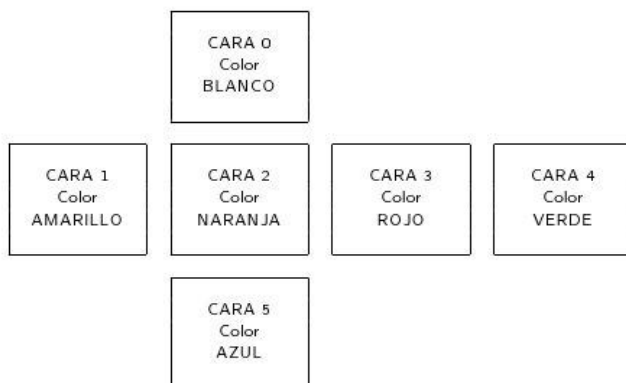 CARA 0
Color
BLANCO
CARA 1
Color
AMARILLO
CARA 2
Color
NARANJA
CARA 3
Color
ROJO
CARA 4
Color
VERDE
CARA 5
Color
AZUL